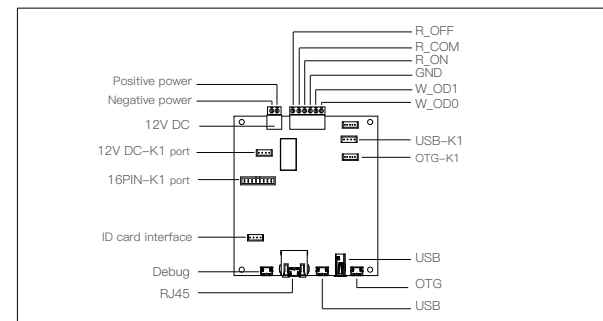 R_OFF
R_COM
R_ON
GND
W_OD1
W_OD0
Positive power
Negative power
12V DC
12V DC-K1 port
16PIN-K1 port
USB-K1
OTG-K1
ID card interface
Debug
RJ45
USB
OTG
USB